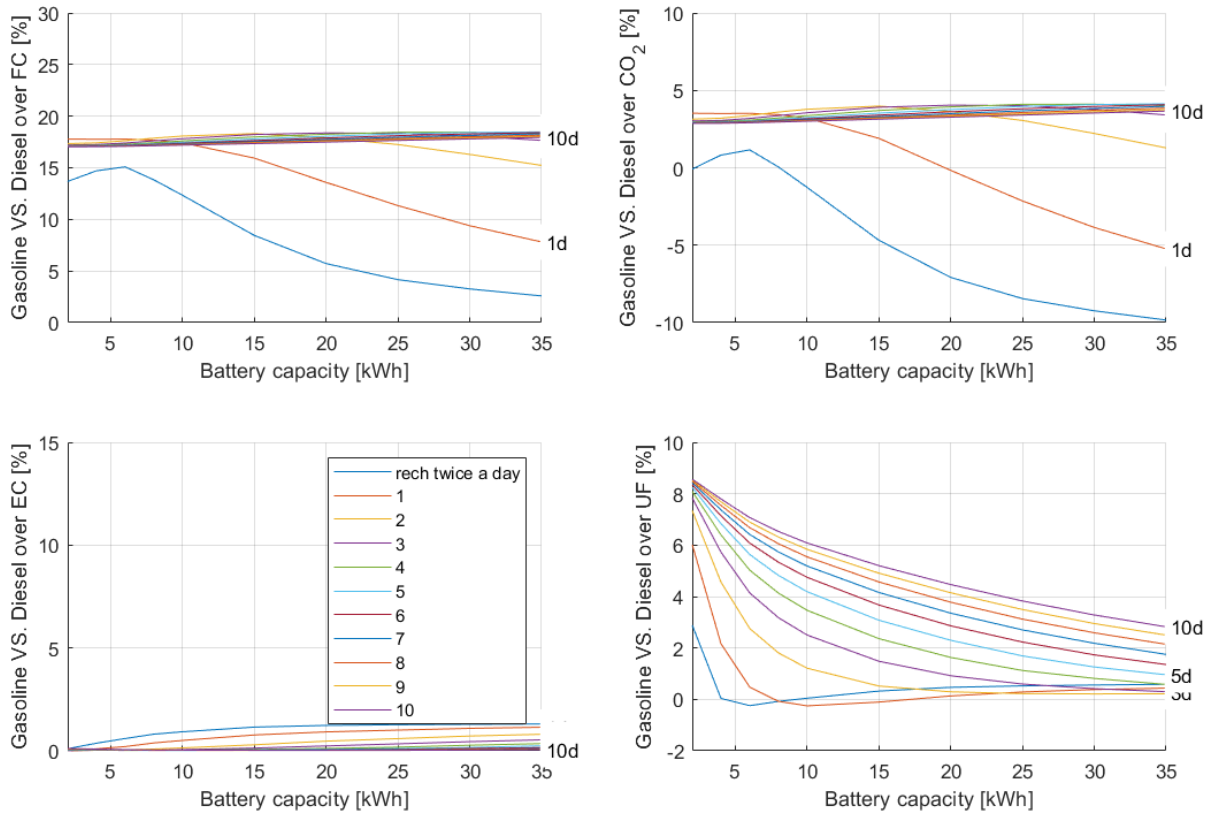 Gasoline VS. Diesel over FC [%]
30
25
20
15
10
5
0
10d
1d
5 10 15 20 25 30 35
Battery capacity [kWh]
Gasoline VS. Diesel over CO2 [%]
10
5
0
-5
-10
10d
1d
5 10 15 20 25 30 35
Battery capacity [kWh]
Gasoline VS. Diesel over EC [%]
15
10
5
0
rech twice a day
1
2
3
4
5
6
7
8
9
10
10d
5 10 15 20 25 30 35
Battery capacity [kWh]
Gasoline VS. Diesel over UF [%]
10
8
6
4
2
0
-2
10d
5d
5 10 15 20 25 30 35
Battery capacity [kWh]